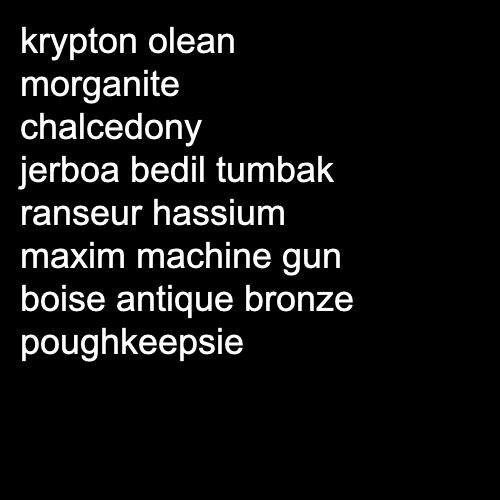 krypton olean
morganite
chalcedony
jerboa bedil tumbak
ranseur hassium
maxim machine gun
boise antique bronze
poughkeepsie